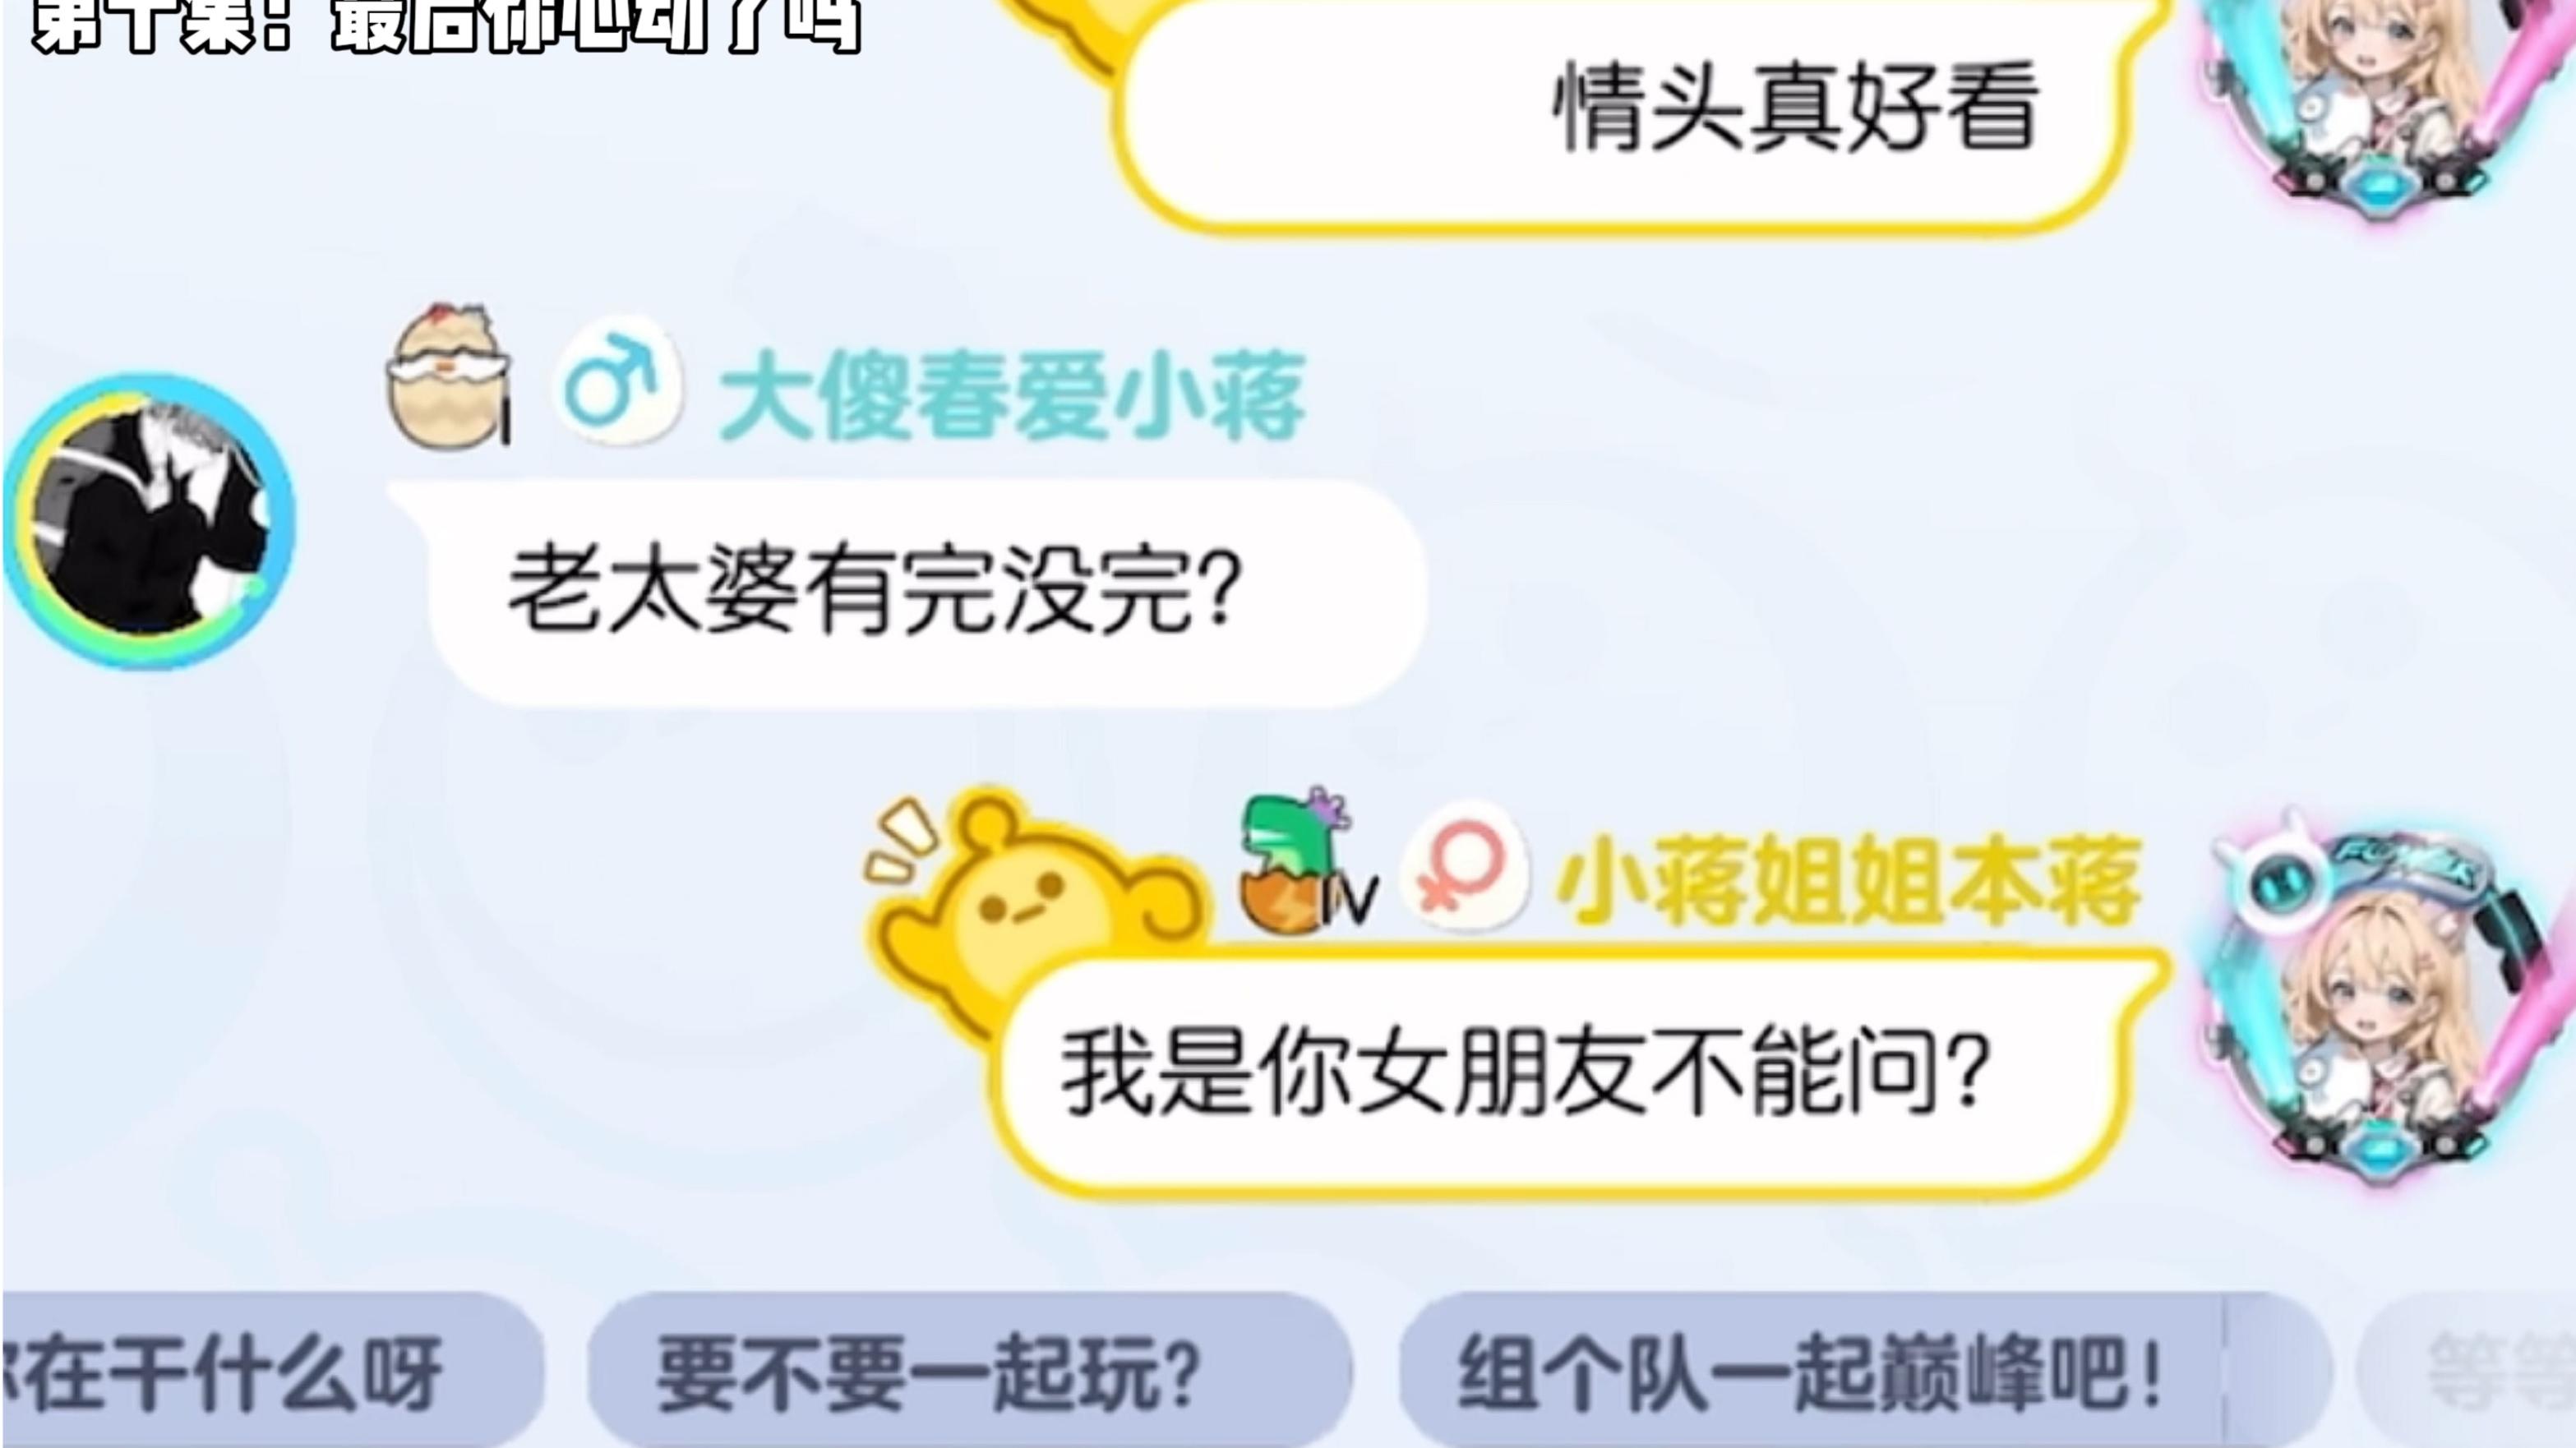 第十集：最后你心动了吗
情头真好看
大傻春爱小蒋
老太婆有完没完?
IV
小蒋姐姐本蒋
我是你女朋友不能问?
你在干什么呀
要不要一起玩?
组个队一起巅峰吧!
等等